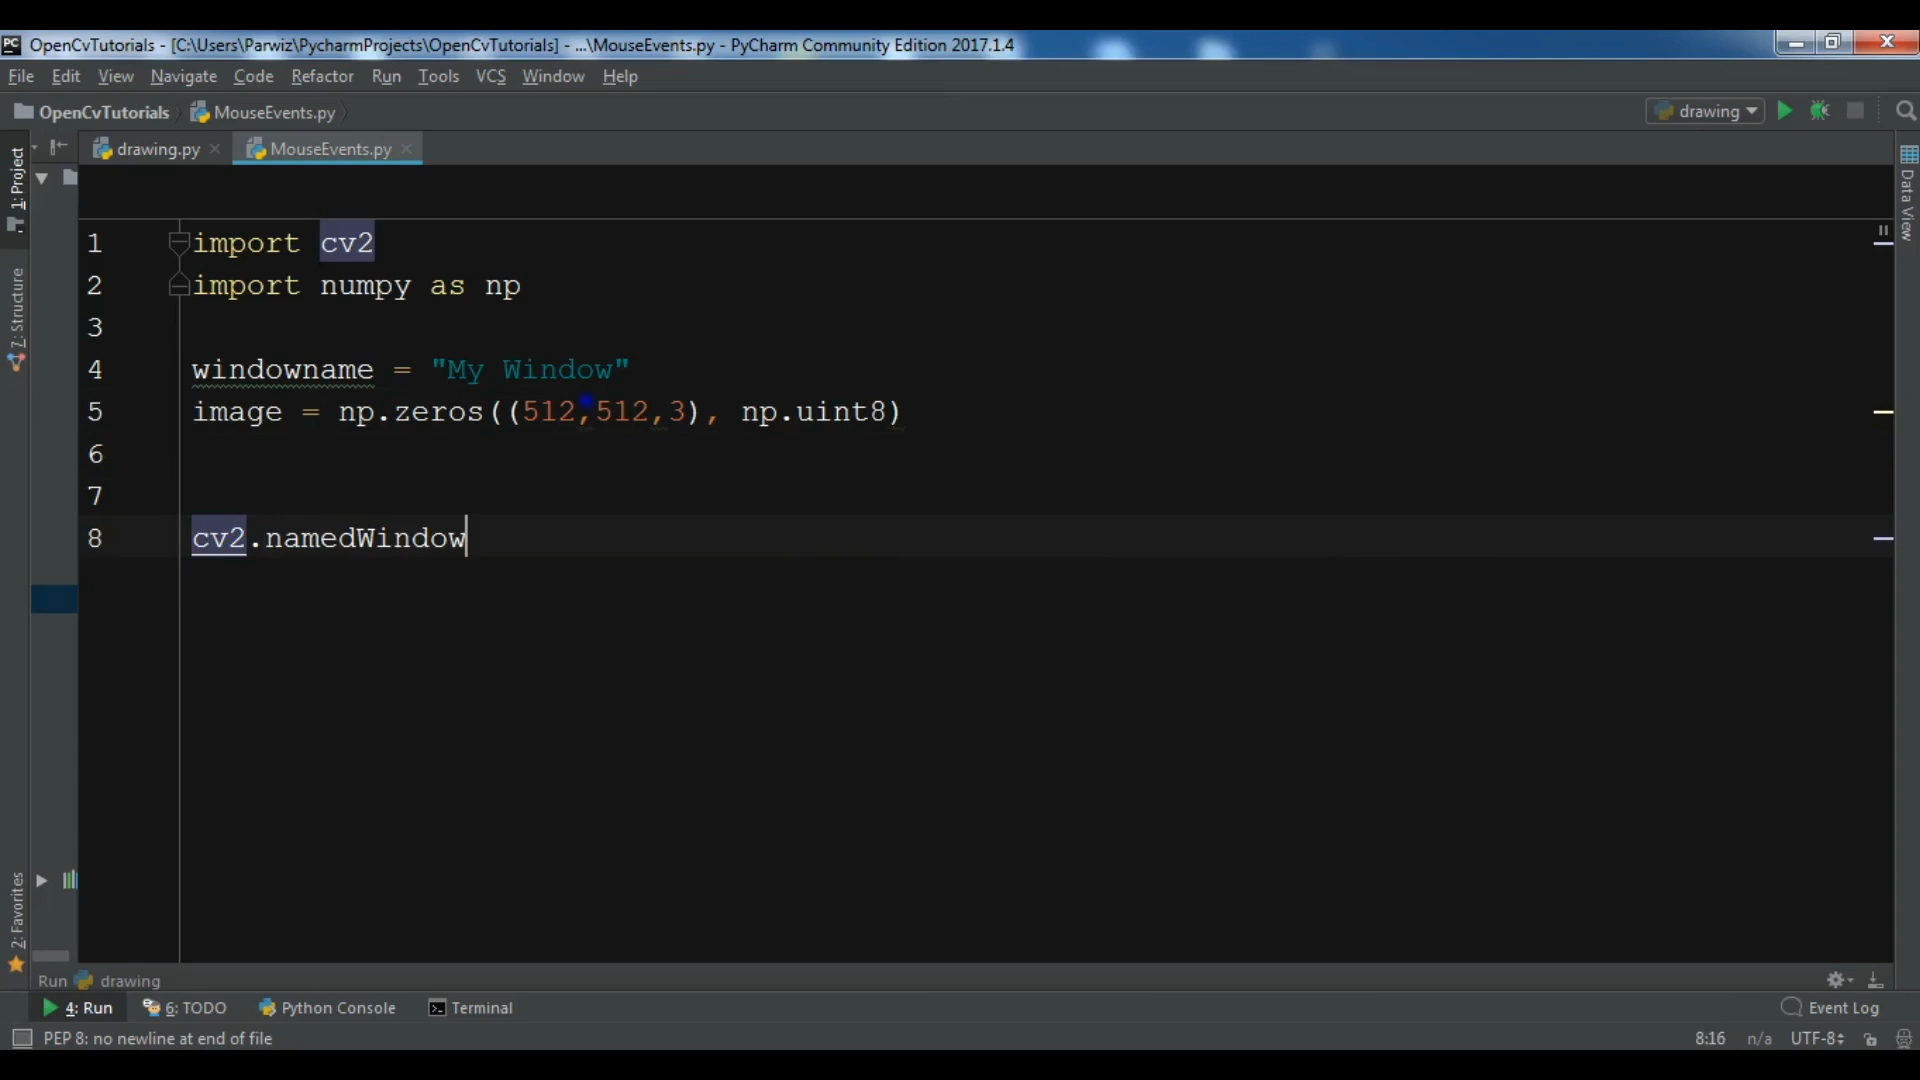 PC OpenCvTutorials - [C:\Users\Parwiz\PycharmProjects\OpenCvTutorials] - ...\MouseEvents.py - PyCharm Community Edition 2017.1.4
File Edit View Navigate Code Refactor Run Tools VCS Window Help
OpenCvTutorials MouseEvents.py drawing
drawing.py MouseEvents.py
1: Project
7: Structure
2: Favorites
Data View
1 import cv2
2 import numpy as np
3
4 windowname = "My Window"
5 image = np.zeros((512,512,3), np.uint8)
6
7
8 cv2.namedWindow
Run drawing
4: Run 6: TODO Python Console Terminal Event Log
PEP 8: no newline at end of file 8:16 n/a UTF-8